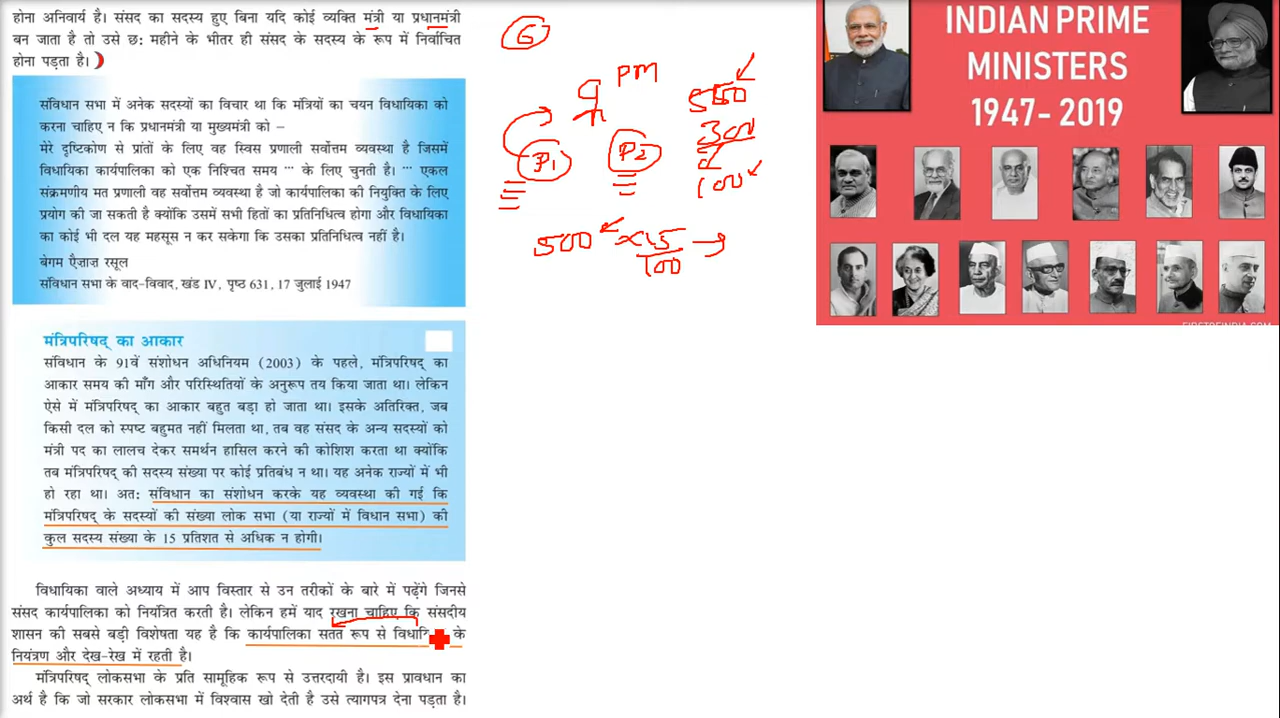 होना अनिवार्य है। संसद का सदस्य हुए बिना यदि कोई व्यक्ति मंत्री या प्रधानमंत्री
बन जाता है तो उसे छ: महीने के भीतर ही संसद के सदस्य के रूप में निर्वाचित
होना पड़ता है।
संविधान सभा में अनेक सदस्यों का विचार था कि मंत्रियों का चयन विधायिका को
करना चाहिए न कि प्रधानमंत्री या मुख्यमंत्री को –
मेरे दृष्टिकोण से प्रांतों के लिए वह स्विस प्रणाली सर्वोत्तम व्यवस्था है जिसमें
विधायिका कार्यपालिका को एक निश्चित समय ··· के लिए चुनती है। ··· एकल
संक्रमणीय मत प्रणाली वह सर्वोत्तम व्यवस्था है जो कार्यपालिका की नियुक्ति के लिए
प्रयोग की जा सकती है क्योंकि उसमें सभी हितों का प्रतिनिधित्व होगा और विधायिका
का कोई भी दल यह महसूस न कर सकेगा कि उसका प्रतिनिधित्व नहीं है।
बेगम ऐज़ाज़ रसूल
संविधान सभा के वाद-विवाद, खंड IV, पृष्ठ 631, 17 जुलाई 1947
मंत्रिपरिषद् का आकार
संविधान के 91वें संशोधन अधिनियम (2003) के पहले, मंत्रिपरिषद् का
आकार समय की माँग और परिस्थितियों के अनुरूप तय किया जाता था। लेकिन
ऐसे में मंत्रिपरिषद् का आकार बहुत बड़ा हो जाता था। इसके अतिरिक्त, जब
किसी दल को स्पष्ट बहुमत नहीं मिलता था, तब वह संसद के अन्य सदस्यों को
मंत्री पद का लालच देकर समर्थन हासिल करने की कोशिश करता था क्योंकि
तब मंत्रिपरिषद् की सदस्य संख्या पर कोई प्रतिबंध न था। यह अनेक राज्यों में भी
हो रहा था। अत: संविधान का संशोधन करके यह व्यवस्था की गई कि
मंत्रिपरिषद् के सदस्यों की संख्या लोक सभा (या राज्यों में विधान सभा) की
कुल सदस्य संख्या के 15 प्रतिशत से अधिक न होगी।
विधायिका वाले अध्याय में आप विस्तार से उन तरीकों के बारे में पढ़ेंगे जिनसे
संसद कार्यपालिका को नियंत्रित करती है। लेकिन हमें याद रखना चाहिए कि संसदीय
शासन की सबसे बड़ी विशेषता यह है कि कार्यपालिका सतत रूप से विधायि के
नियंत्रण और देख-रेख में रहती है।
मंत्रिपरिषद् लोकसभा के प्रति सामूहिक रूप से उत्तरदायी है। इस प्रावधान का
अर्थ है कि जो सरकार लोकसभा में विश्वास खो देती है उसे त्यागपत्र देना पड़ता है।
PM
P1 P2
300
100
500 × 15
100
INDIAN PRIME
MINISTERS
1947- 2019